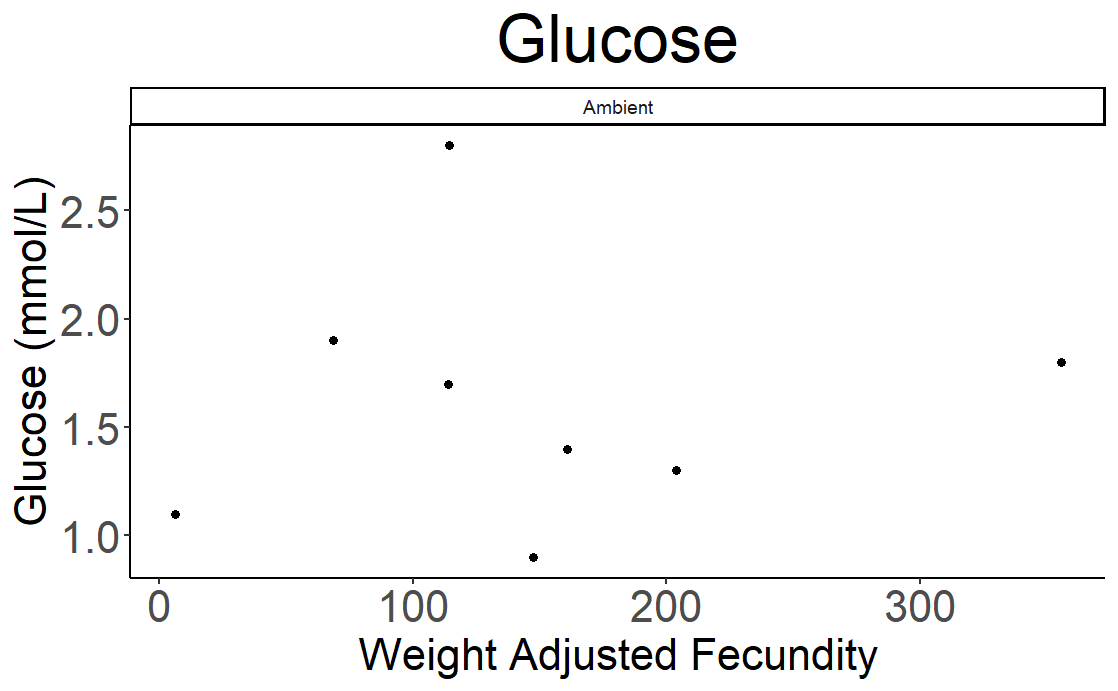 Glucose
Ambient
Glucose (mmol/L)
2.5
2.0
1.5
1.0
0 100 200 300
Weight Adjusted Fecundity